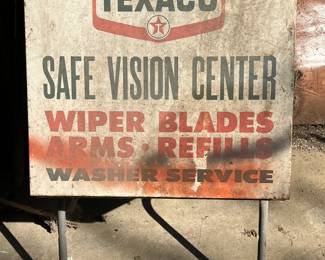 TEXACO
T
SAFE VISION CENTER
WIPER BLADES
ARMS • REFILLS
WASHER SERVICE